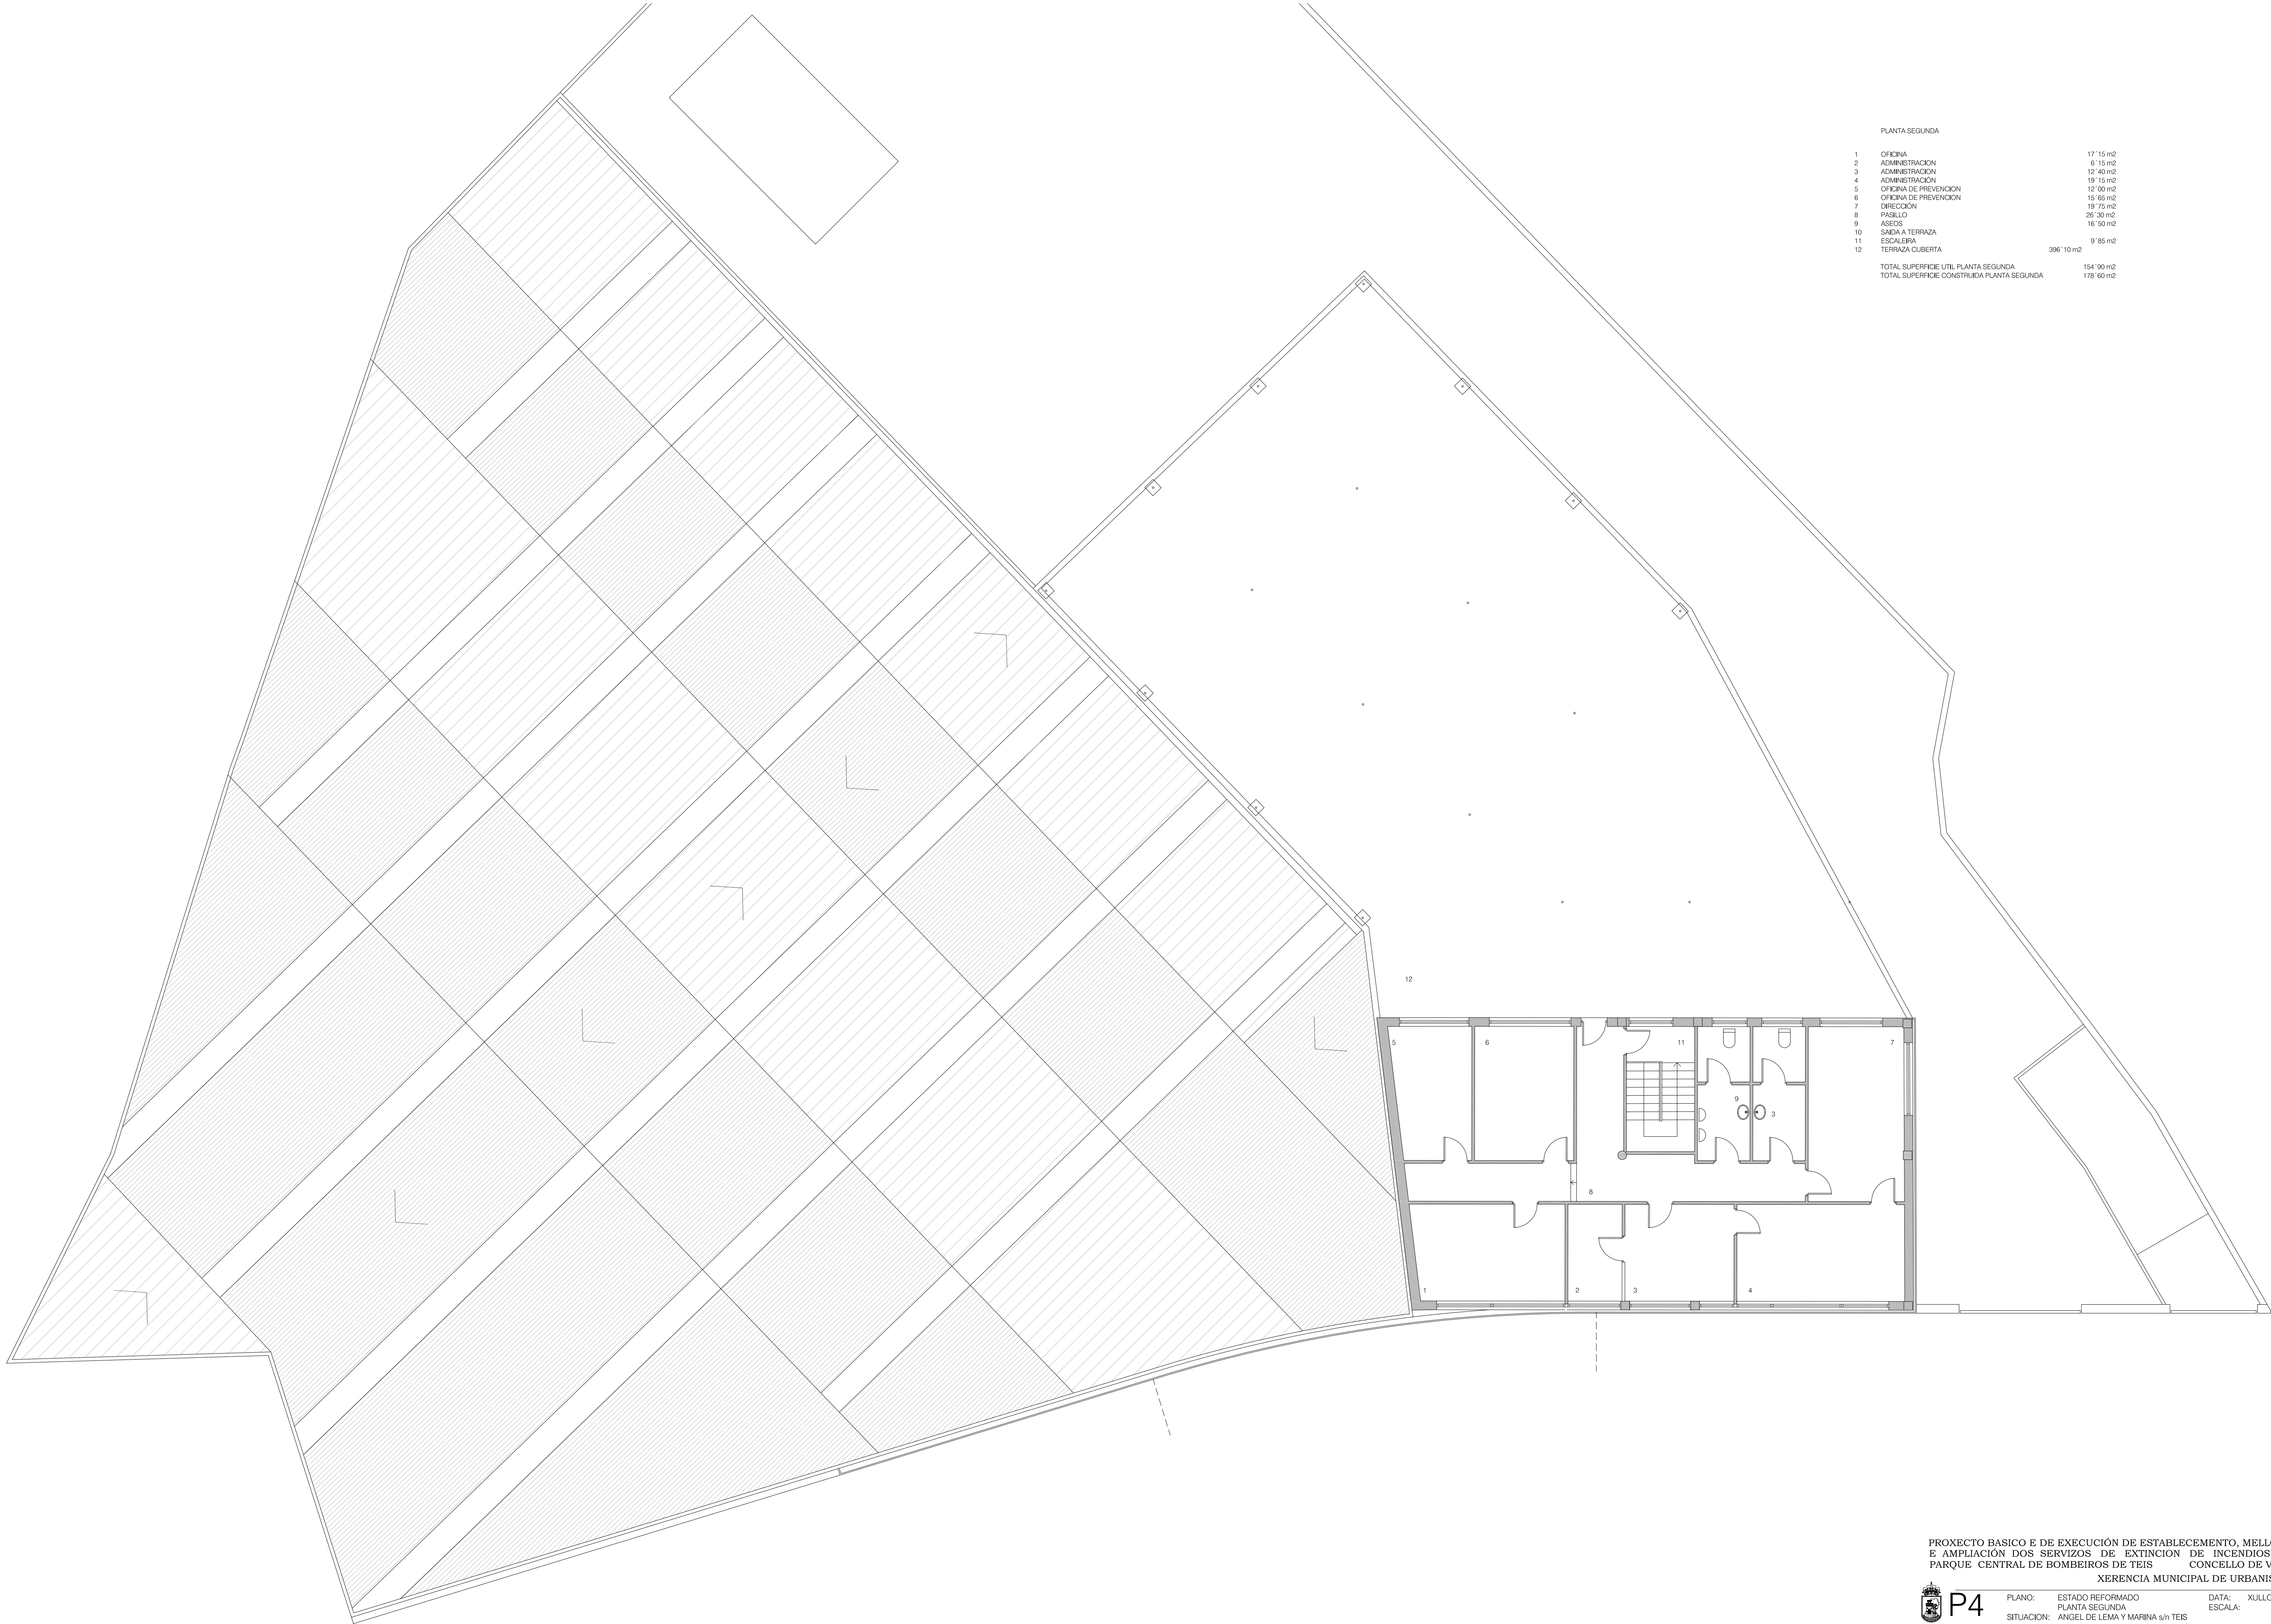 PLANTA SEGUNDA
1 OFICINA 17´15 m2
2 ADMINISTRACION 6´15 m2
3 ADMINISTRACION 12´40 m2
4 ADMINISTRACIÓN 19´15 m2
5 OFICINA DE PREVENCION 12´00 m2
6 OFICINA DE PREVENCION 15´65 m2
7 DIRECCIÓN 19´75 m2
8 PASILLO 26´30 m2
9 ASEOS 16´50 m2
10 SAIDA A TERRAZA
11 ESCALEIRA 9´85 m2
12 TERRAZA CUBERTA 396´10 m2
TOTAL SUPERFICIE UTIL PLANTA SEGUNDA 154´90 m2
TOTAL SUPERFICIE CONSTRUIDA PLANTA SEGUNDA 178´60 m2
12
5 6 11 7
9 3
8
1 2 3 4
PROXECTO BASICO E DE EXECUCIÓN DE ESTABLECEMENTO, MELLO
E AMPLIACIÓN DOS SERVIZOS DE EXTINCION DE INCENDIOS
PARQUE CENTRAL DE BOMBEIROS DE TEIS CONCELLO DE V
XERENCIA MUNICIPAL DE URBANIS
P4 PLANO: ESTADO REFORMADO DATA: XULLO
PLANTA SEGUNDA ESCALA:
SITUACION: ANGEL DE LEMA Y MARINA s/n TEIS